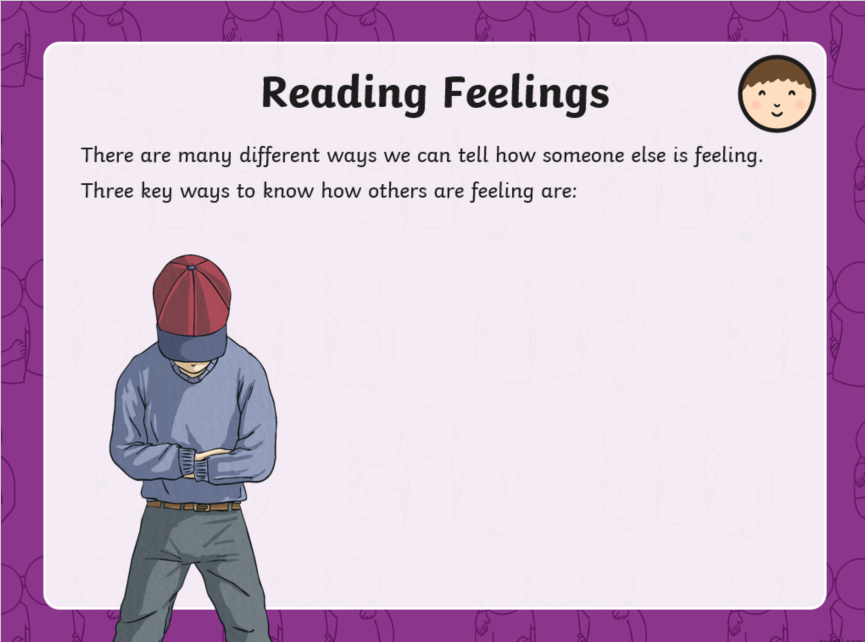 Reading Feelings
There are many different ways we can tell how someone else is feeling.
Three key ways to know how others are feeling are: